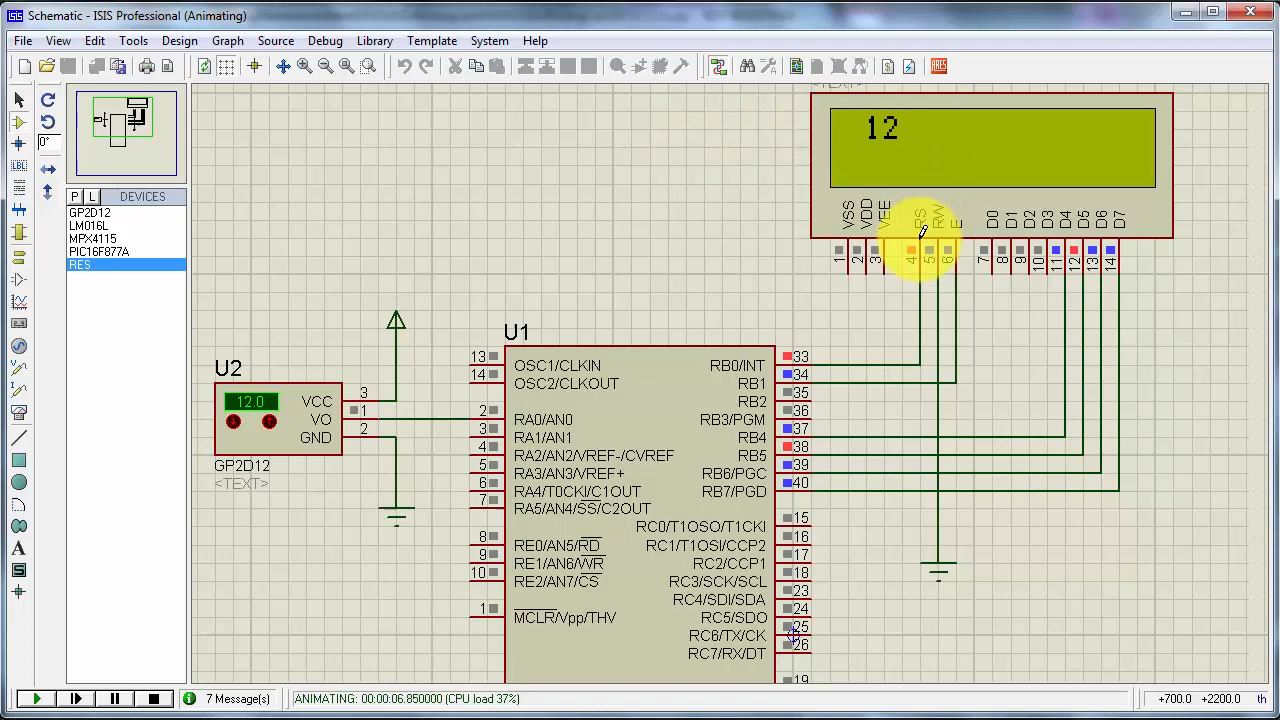 Schematic - ISIS Professional (Animating)
File View Edit Tools Design Graph Source Debug Library Template System Help
ARES
0°
LBL
P L DEVICES
GP2D12
LM016L
MPX4115
PIC16F877A
RES
A
12
VSS VDD VEE RS RW E D0 D1 D2 D3 D4 D5 D6 D7
1 2 3 4 5 6 7 8 9 10 11 12 13 14
U2
12.0
VCC 3
VO 1
GND 2
GP2D12
<TEXT>
U1
13 OSC1/CLKIN RB0/INT 33
14 OSC2/CLKOUT RB1 34
RB2 35
2 RA0/AN0 RB3/PGM 36
3 RA1/AN1 RB4 37
4 RA2/AN2/VREF-/CVREF RB5 38
5 RA3/AN3/VREF+ RB6/PGC 39
6 RA4/T0CKI/C1OUT RB7/PGD 40
7 RA5/AN4/SS/C2OUT
RC0/T1OSO/T1CKI 15
8 RE0/AN5/RD RC1/T1OSI/CCP2 16
9 RE1/AN6/WR RC2/CCP1 17
10 RE2/AN7/CS RC3/SCK/SCL 18
RC4/SDI/SDA 23
1 MCLR/Vpp/THV RC5/SDO 24
RC6/TX/CK 25
RC7/RX/DT 26
19
7 Message(s) ANIMATING: 00:00:06.850000 (CPU load 37%) +700.0 +2200.0 th